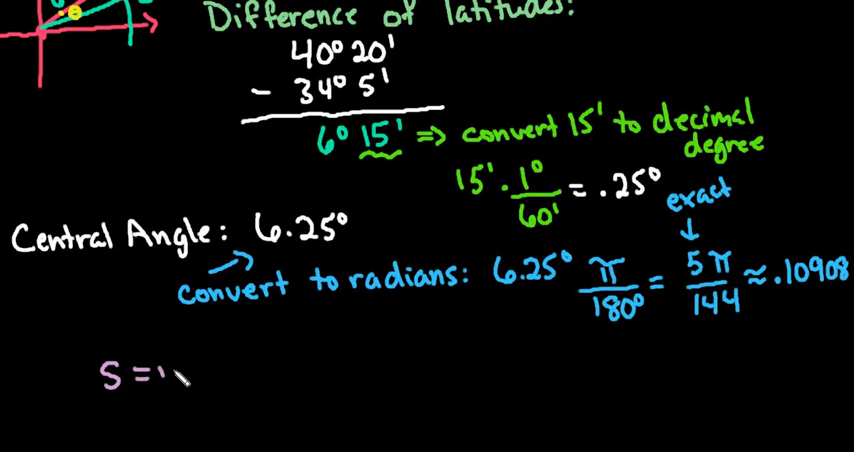 θ
Difference of latitudes:
40° 20'
- 34° 5'
6° 15' ⇒ convert 15' to decimal degree
15' · 1°/60' = .25°
exact
↓
Central Angle: 6.25°
convert to radians: 6.25° π/180° = 5π/144 ≈ .10908
S =